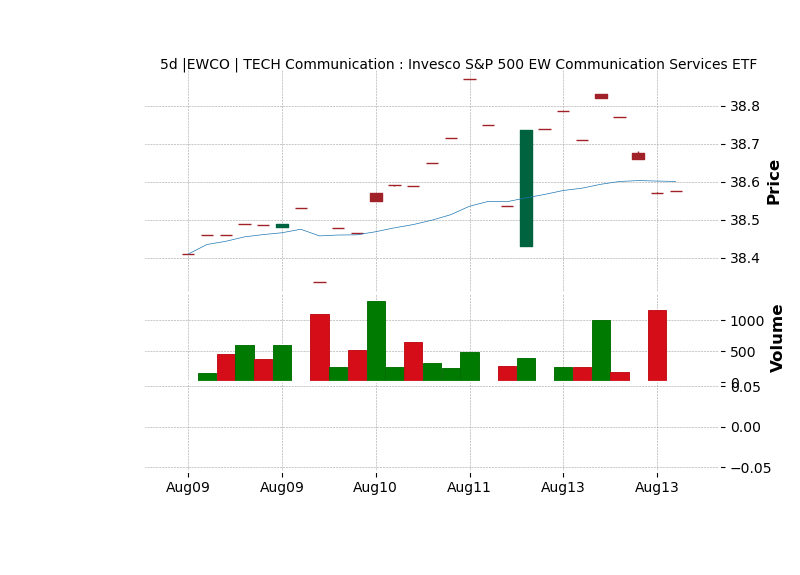 5d |EWCO | TECH Communication : Invesco S&P 500 EW Communication Services ETF
38.8
38.7
38.6
38.5
38.4
Price
1000
500
0
Volume
0.05
0.00
−0.05
Aug09 Aug09 Aug10 Aug11 Aug13 Aug13